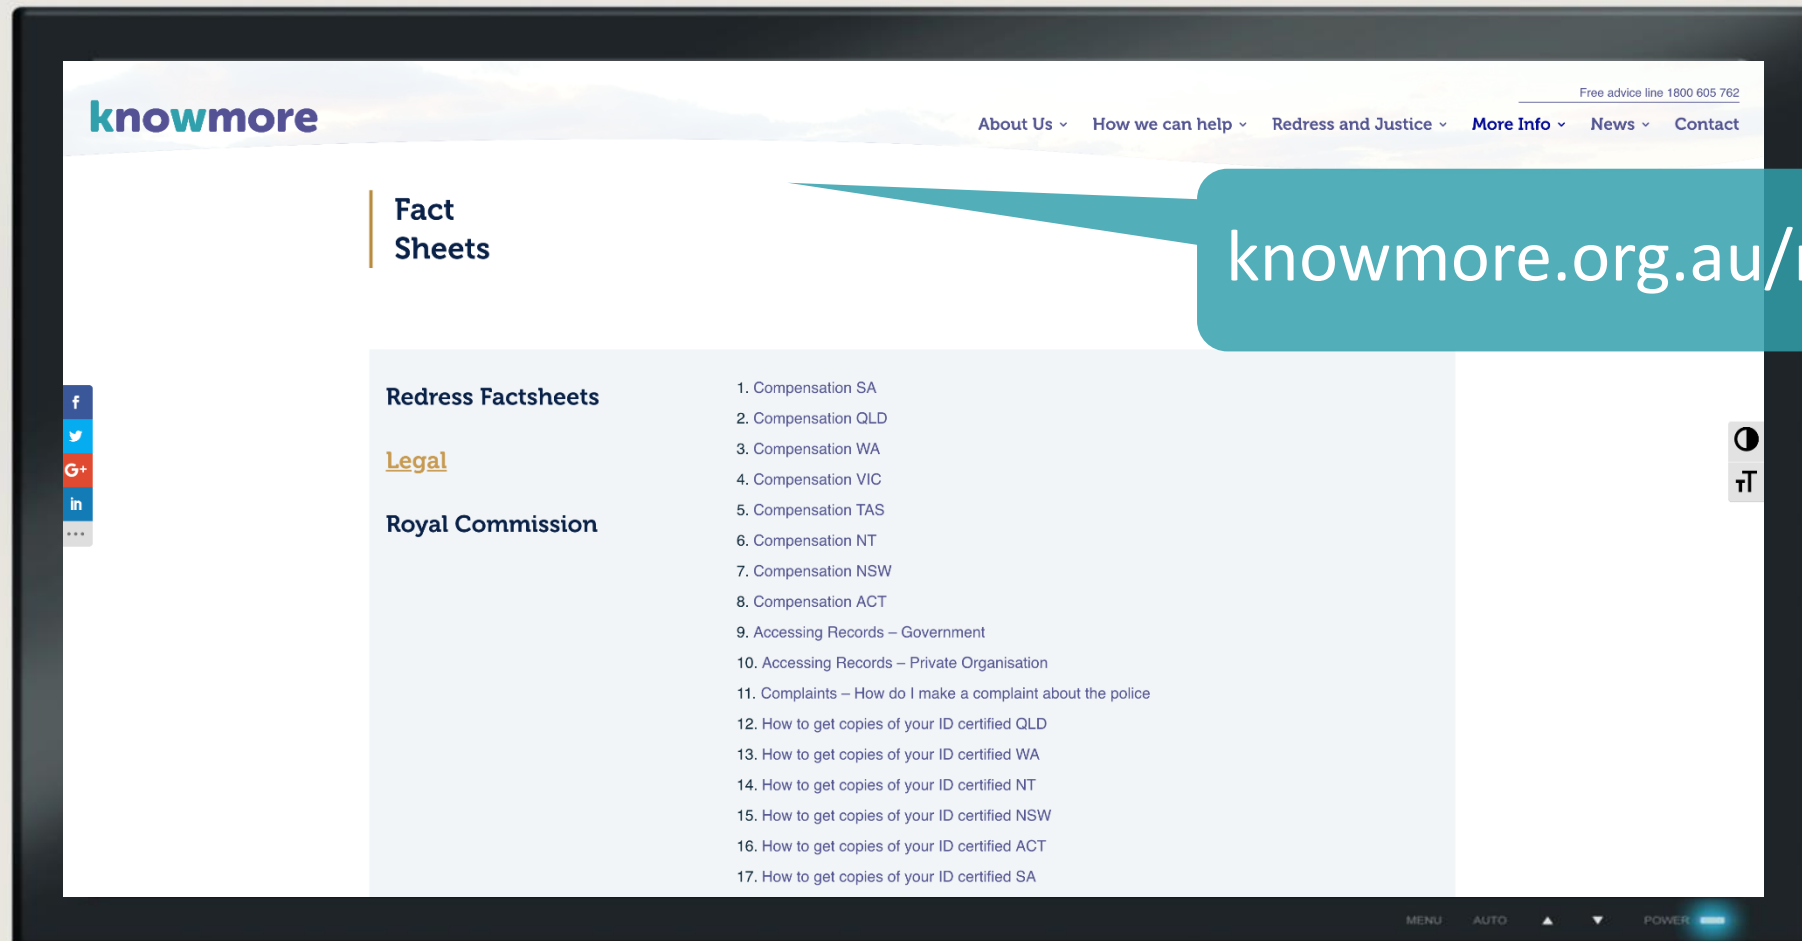 knowmore
Free advice line 1800 605 762
About Us How we can help Redress and Justice More Info News Contact
Fact
Sheets
knowmore.org.au/
Redress Factsheets
Legal
Royal Commission
1. Compensation SA
2. Compensation QLD
3. Compensation WA
4. Compensation VIC
5. Compensation TAS
6. Compensation NT
7. Compensation NSW
8. Compensation ACT
9. Accessing Records – Government
10. Accessing Records – Private Organisation
11. Complaints – How do I make a complaint about the police
12. How to get copies of your ID certified QLD
13. How to get copies of your ID certified WA
14. How to get copies of your ID certified NT
15. How to get copies of your ID certified NSW
16. How to get copies of your ID certified ACT
17. How to get copies of your ID certified SA
f
G+
in
TT
MENU AUTO POWER